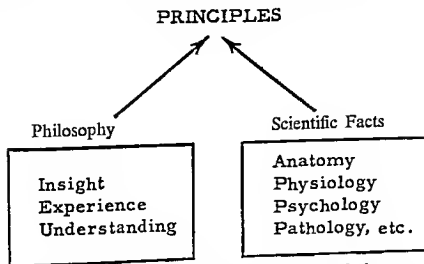 PRINCIPLES
Philosophy
Insight
Experience
Understanding
Scientific Facts
Anatomy
Physiology
Psychology
Pathology, etc.